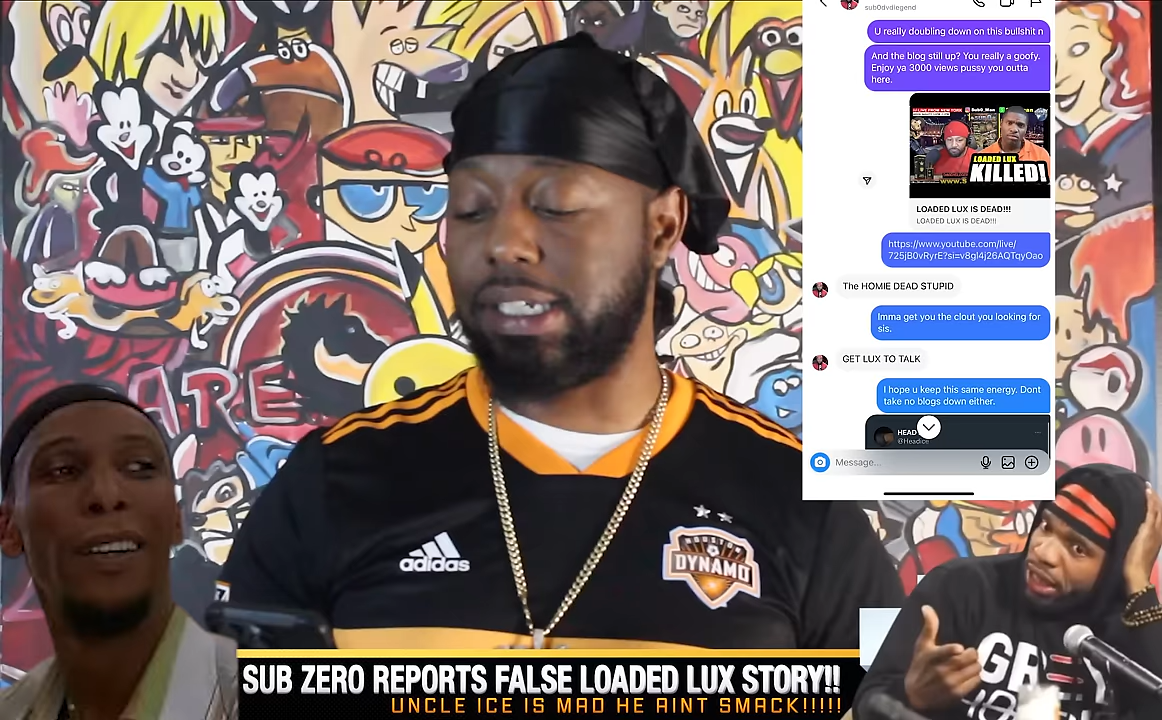 sub0dvdlegend
U really doubling down on this bullshit n
And the blog still up? You really a goofy.
Enjoy ya 3000 views pussy you outta
here.
LOADED LUX
KILLED!
LOADED LUX IS DEAD!!!
LOADED LUX IS DEAD!!!
https://www.youtube.com/live/
725jB0vRyrE?si=v8gl4j26AQTqyOao
The HOMIE DEAD STUPID
Imma get you the clout you looking for
sis.
GET LUX TO TALK
I hope u keep this same energy. Dont
take no blogs down either.
HEAD
@Headice
Message...
ARE
adidas
HOUSTON
DYNAMO
SUB ZERO REPORTS FALSE LOADED LUX STORY!!
UNCLE ICE IS MAD HE AINT SMACK!!!!!